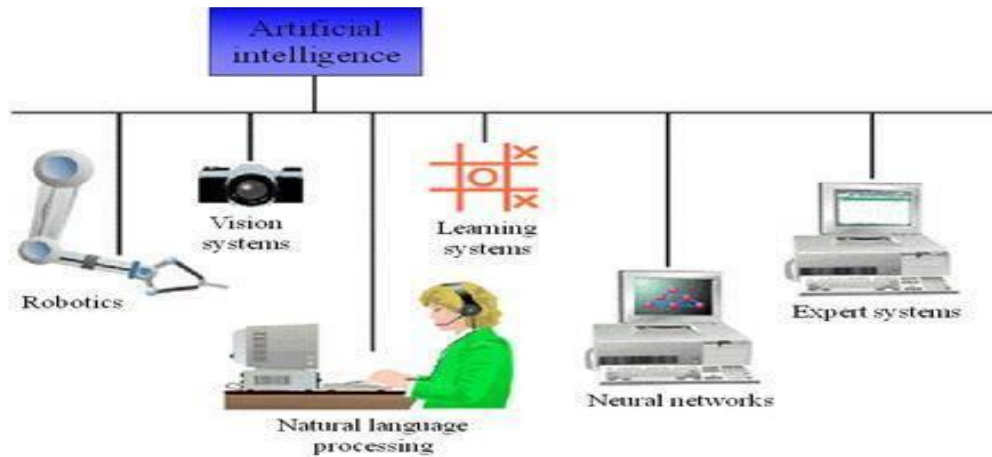 Artificial
intelligence
Vision
systems
Learning
systems
Robotics
Expert systems
Neural networks
Natural language
processing